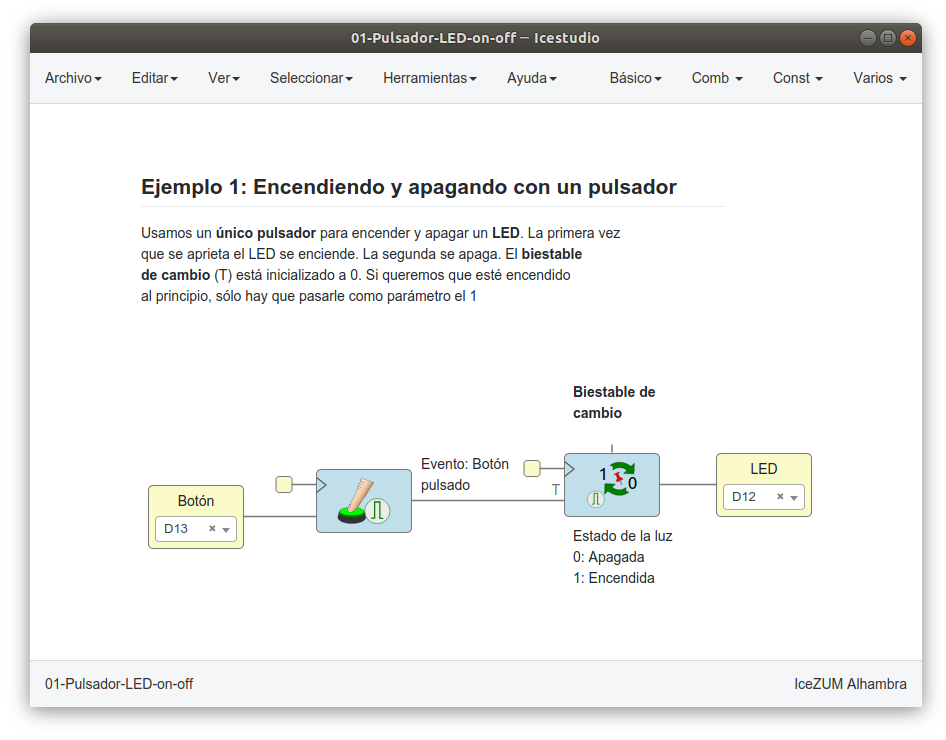 01-Pulsador-LED-on-off – Icestudio
Archivo Editar Ver Seleccionar Herramientas Ayuda Básico Comb Const Varios
Ejemplo 1: Encendiendo y apagando con un pulsador
Usamos un único pulsador para encender y apagar un LED. La primera vez
que se aprieta el LED se enciende. La segunda se apaga. El biestable
de cambio (T) está inicializado a 0. Si queremos que esté encendido
al principio, sólo hay que pasarle como parámetro el 1
Biestable de
cambio
Botón
D13 ×
Evento: Botón
pulsado
T
1 0
LED
D12 ×
Estado de la luz
0: Apagada
1: Encendida
01-Pulsador-LED-on-off
IceZUM Alhambra